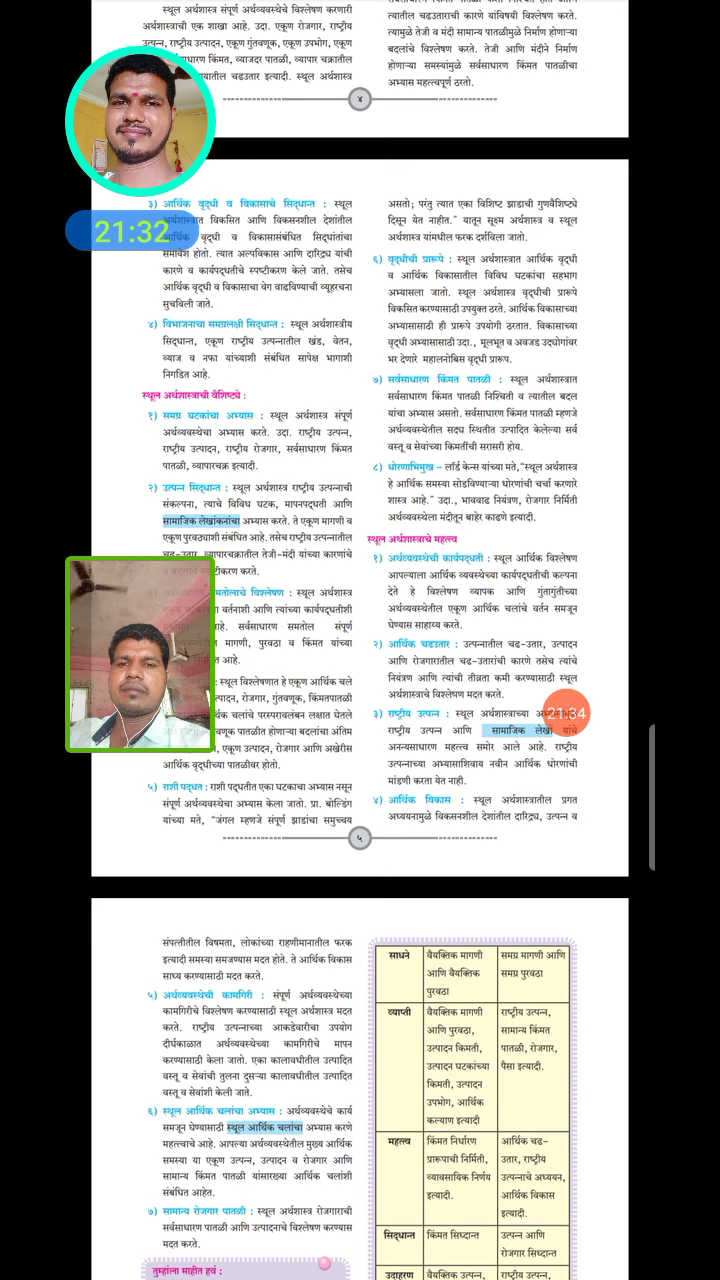 स्थूल अर्थशास्त्र संपूर्ण अर्थव्यवस्थेचे विश्लेषण करणारी
अर्थशास्त्राची एक शाखा आहे. उदा. एकूण रोजगार, राष्ट्रीय
उत्पन्न, राष्ट्रीय उत्पादन, एकूण गुंतवणूक, एकूण उपभोग, एकूण
किंमत, व्याजदर पातळी, व्यापार चक्रातील
चढउतार इत्यादी. स्थूल अर्थशास्त्र
त्यातील चढउताराची कारणे यांविषयी विश्लेषण करते.
त्यामुळे तेजी व मंदी सामान्य पातळीमुळे निर्माण होणाऱ्या
बदलांचे विश्लेषण करते. तेजी आणि मंदीने निर्माण
होणाऱ्या समस्यांमुळे सर्वसाधारण किंमत पातळीचा
अभ्यास महत्त्वपूर्ण ठरतो.
४
21:32
३) आर्थिक वृद्धी व विकासाचे सिद्धान्त : स्थूल
अर्थशास्त्रात विकसित आणि विकसनशील देशांतील
आर्थिक वृद्धी व विकासासंबंधित सिद्धांतांचा
समावेश होतो. त्यात अल्पविकास आणि दारिद्र्य यांची
कारणे व कार्यपद्धतीचे स्पष्टीकरण केले जाते. तसेच
आर्थिक वृद्धी व विकासाचा वेग वाढविण्याची व्यूहरचना
सुचविली जाते.
४) विभाजनाचा समग्रलक्षी सिद्धान्त : स्थूल अर्थशास्त्रीय
सिद्धान्त, एकूण राष्ट्रीय उत्पन्नातील खंड, वेतन,
व्याज व नफा यांच्याशी संबंधित सापेक्ष भागाशी
निगडित आहे.
स्थूल अर्थशास्त्राची वैशिष्ट्ये :
१) समग्र घटकांचा अभ्यास : स्थूल अर्थशास्त्र संपूर्ण
अर्थव्यवस्थेचा अभ्यास करते. उदा. राष्ट्रीय उत्पन्न,
राष्ट्रीय उत्पादन, राष्ट्रीय रोजगार, सर्वसाधारण किंमत
पातळी, व्यापारचक्र इत्यादी.
२) उत्पन्न सिद्धान्त : स्थूल अर्थशास्त्र राष्ट्रीय उत्पन्नाची
संकल्पना, त्याचे विविध घटक, मापनपद्धती आणि
सामाजिक लेखांकनांचा अभ्यास करते. ते एकूण मागणी व
एकूण पुरवठ्याशी संबंधित आहे. तसेच राष्ट्रीय उत्पन्नातील
चढ-उतार, व्यापारचक्रातील तेजी-मंदी यांच्या कारणांचे
करते.
विश्लेषण : स्थूल अर्थशास्त्र
वर्तनाशी आणि त्यांच्या कार्यपद्धतीशी
आहे. सर्वसाधारण समतोल संपूर्ण
मागणी, पुरवठा व किंमत यांच्या
आहे.
: स्थूल विश्लेषणात हे एकूण आर्थिक चले
रोजगार, गुंतवणूक, किंमतपातळी
चलांचे परस्परावलंबन लक्षात घेतले
पातळीत होणाऱ्या बदलांचा अंतिम
एकूण उत्पादन, रोजगार आणि अखेरीस
आर्थिक वृद्धीच्या पातळीवर होतो.
५) राशी पद्धत : राशी पद्धतीत एका घटकाचा अभ्यास नसून
संपूर्ण अर्थव्यवस्थेचा अभ्यास केला जातो. प्रा. बोल्डिंग
यांच्या मते, “जंगल म्हणजे संपूर्ण झाडांचा समुच्चय
असतो; परंतु त्यात एका विशिष्ट झाडाची गुणवैशिष्ट्ये
दिसून येत नाहीत.” यातून सूक्ष्म अर्थशास्त्र व स्थूल
अर्थशास्त्र यांमधील फरक दर्शविला जातो.
६) वृद्धीची प्रारूपे : स्थूल अर्थशास्त्रात आर्थिक वृद्धी
व आर्थिक विकासातील विविध घटकांचा सहभाग
अभ्यासला जातो. स्थूल अर्थशास्त्र वृद्धीची प्रारूपे
विकसित करण्यासाठी उपयुक्त ठरते. आर्थिक विकासाच्या
अभ्यासासाठी ही प्रारूपे उपयोगी ठरतात. विकासाच्या
वृद्धी अभ्यासासाठी उदा., मूलभूत व अवजड उद्योगांवर
भर देणारे महालनोबिस वृद्धी प्रारूप.
७) सर्वसाधारण किंमत पातळी : स्थूल अर्थशास्त्रात
सर्वसाधारण किंमत पातळी निश्चिती व त्यातील बदल
यांचा अभ्यास असतो. सर्वसाधारण किंमत पातळी म्हणजे
अर्थव्यवस्थेतील सद्य स्थितीत उत्पादित केलेल्या सर्व
वस्तू व सेवांच्या किमतींची सरासरी होय.
८) धोरणाभिमुख – लॉर्ड केन्स यांच्या मते,“स्थूल अर्थशास्त्र
हे आर्थिक समस्या सोडविण्याऱ्या धोरणांची चर्चा करणारे
शास्त्र आहे.” उदा., भाववाढ नियंत्रण, रोजगार निर्मिती
अर्थव्यवस्थेला मंदीतून बाहेर काढणे इत्यादी.
स्थूल अर्थशास्त्राचे महत्त्व
१) अर्थव्यवस्थेची कार्यपद्धती : स्थूल आर्थिक विश्लेषण
आपल्याला आर्थिक व्यवस्थेच्या कार्यपद्धतीची कल्पना
देते हे विश्लेषण व्यापक आणि गुंतागुंतीच्या
अर्थव्यवस्थेतील एकूण आर्थिक चलांचे वर्तन समजून
घेण्यास साहाय्य करते.
२) आर्थिक चढउतार : उत्पन्नातील चढ-उतार, उत्पादन
आणि रोजगारातील चढ-उतारांची कारणे तसेच त्यांचे
नियंत्रण आणि त्यांची तीव्रता कमी करण्यासाठी स्थूल
अर्थशास्त्राचे विश्लेषण मदत करते.
३) राष्ट्रीय उत्पन्न : स्थूल अर्थशास्त्राच्या
21:34
राष्ट्रीय उत्पन्न आणि सामाजिक लेखा यांचे
अनन्यसाधारण महत्त्व समोर आले आहे. राष्ट्रीय
उत्पन्नाच्या अभ्यासाशिवाय नवीन आर्थिक धोरणांची
मांडणी करता येत नाही.
४) आर्थिक विकास : स्थूल अर्थशास्त्रातील प्रगत
अध्ययनामुळे विकसनशील देशांतील दारिद्र्य, उत्पन्न व
५
संपत्तीतील विषमता, लोकांच्या राहणीमानातील फरक
इत्यादी समस्या समजण्यास मदत होते. ते आर्थिक विकास
साध्य करण्यासाठी मदत करते.
५) अर्थव्यवस्थेची कामगिरी : संपूर्ण अर्थव्यवस्थेच्या
कामगिरीचे विश्लेषण करण्यासाठी स्थूल अर्थशास्त्र मदत
करते. राष्ट्रीय उत्पन्नाच्या आकडेवारीचा उपयोग
दीर्घकाळात अर्थव्यवस्थेच्या कामगिरीचे मापन
करण्यासाठी केला जातो. एका कालावधीतील उत्पादित
वस्तू व सेवांची तुलना दुसऱ्या कालावधीतील उत्पादित
वस्तू व सेवांशी केली जाते.
६) स्थूल आर्थिक चलांचा अभ्यास : अर्थव्यवस्थेचे कार्य
समजून घेण्यासाठी स्थूल आर्थिक चलांचा अभ्यास करणे
महत्त्वाचे आहे. आपल्या अर्थव्यवस्थेतील मुख्य आर्थिक
समस्या या एकूण उत्पन्न, उत्पादन व रोजगार आणि
सामान्य किंमत पातळी यांसारख्या आर्थिक चलांशी
संबंधित आहेत.
७) सामान्य रोजगार पातळी : स्थूल अर्थशास्त्र रोजगाराची
सर्वसाधारण पातळी आणि उत्पादनाचे विश्लेषण करण्यास
मदत करते.
तुम्हांला माहीत हवं :
साधने
वैयक्तिक मागणी
आणि वैयक्तिक
पुरवठा
समग्र मागणी आणि
समग्र पुरवठा
व्याप्ती
वैयक्तिक मागणी
आणि पुरवठा,
उत्पादन किमती,
उत्पादन घटकांच्या
किमती, उत्पादन
उपभोग, आर्थिक
कल्याण इत्यादी
राष्ट्रीय उत्पन्न,
सामान्य किंमत
पातळी, रोजगार,
पैसा इत्यादी.
महत्त्व
किंमत निर्धारण
प्रारूपाची निर्मिती,
व्यावसायिक निर्णय
इत्यादी.
आर्थिक चढ-
उतार, राष्ट्रीय
उत्पन्नाचे अध्ययन,
आर्थिक विकास
इत्यादी.
सिद्धान्त
किंमत सिध्दान्त
उत्पन्न आणि
रोजगार सिध्दान्त
उदाहरण
वैयक्तिक उत्पन्न,
राष्ट्रीय उत्पन्न,